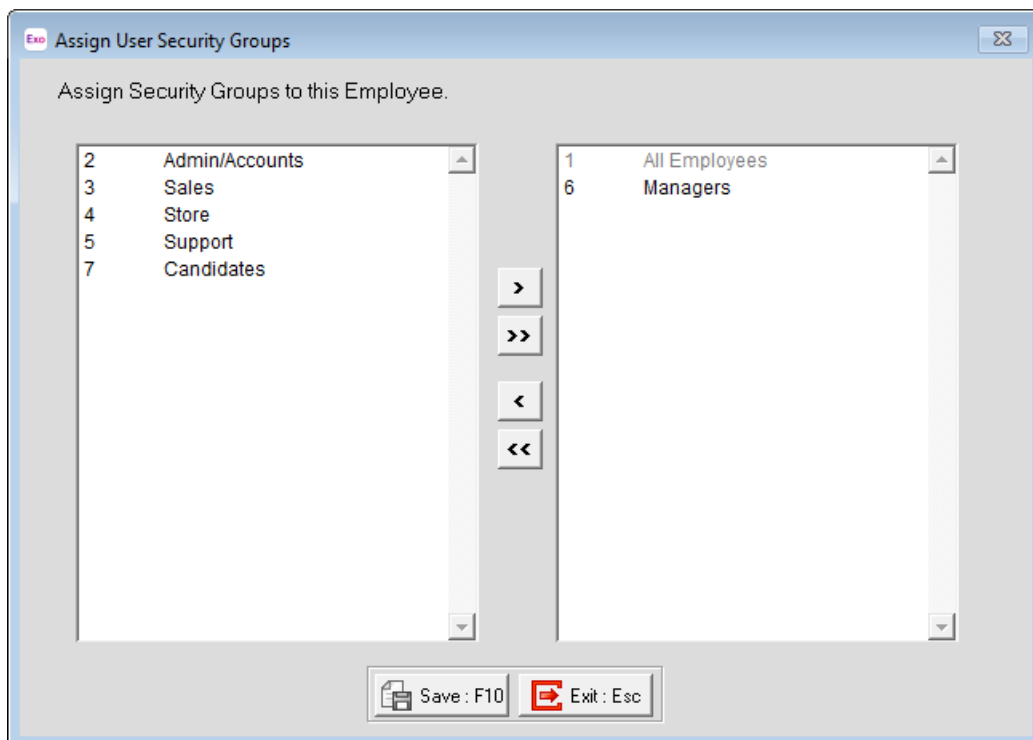 Exo Assign User Security Groups
Assign Security Groups to this Employee.
2 Admin/Accounts
3 Sales
4 Store
5 Support
7 Candidates
>
>>
<
<<
1 All Employees
6 Managers
Save : F10
Exit : Esc